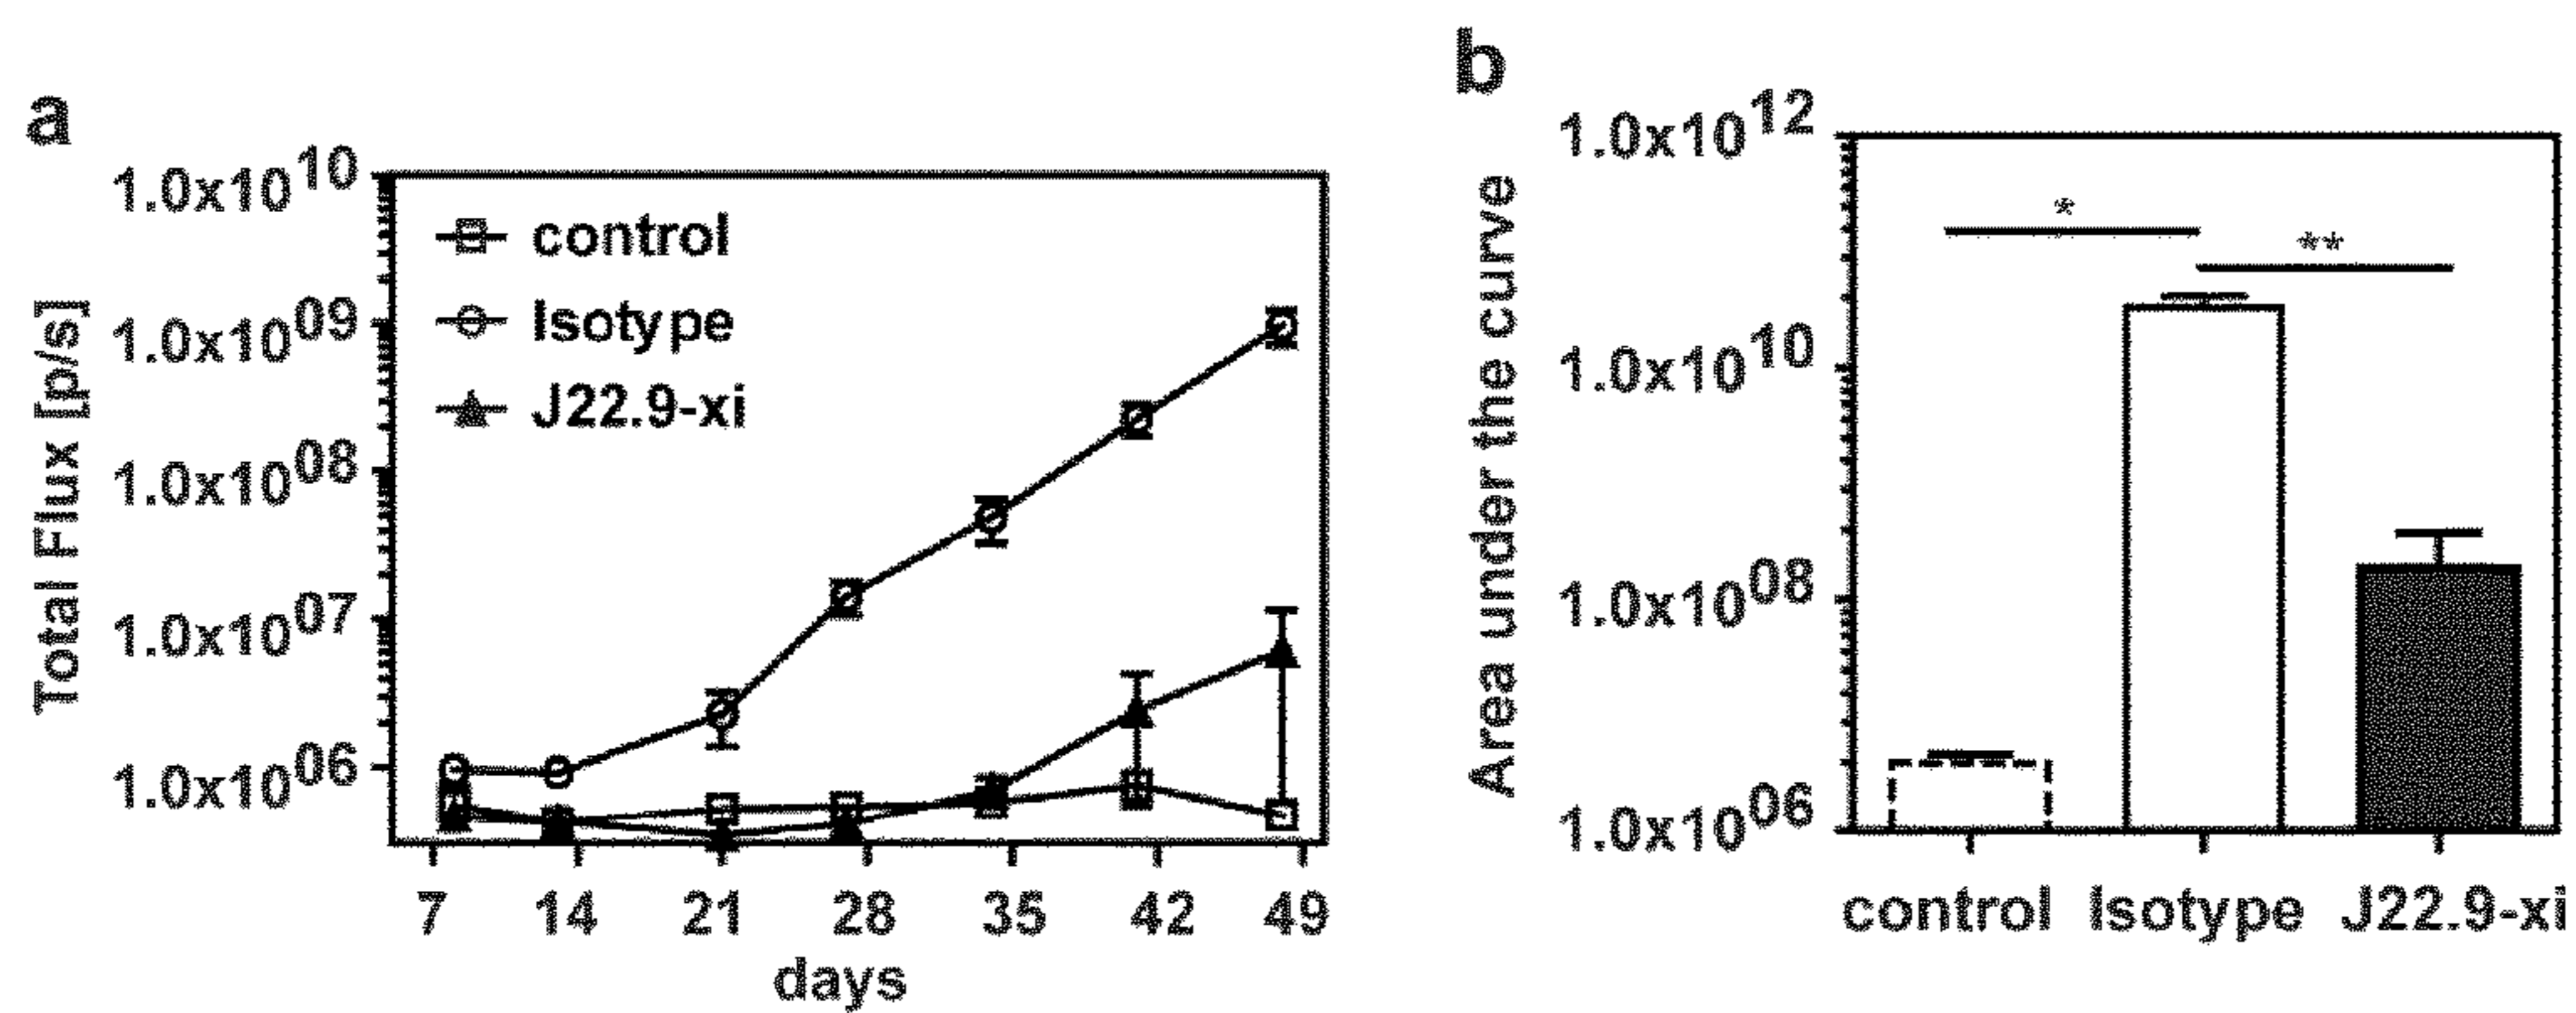 a
Total Flux [p/s]
1.0x10^10
1.0x10^09
1.0x10^08
1.0x10^07
1.0x10^06
control
Isotype
J22.9-xi
7 14 21 28 35 42 49
days
b
Area under the curve
1.0x10^12
1.0x10^10
1.0x10^08
1.0x10^06
*
**
control Isotype J22.9-xi